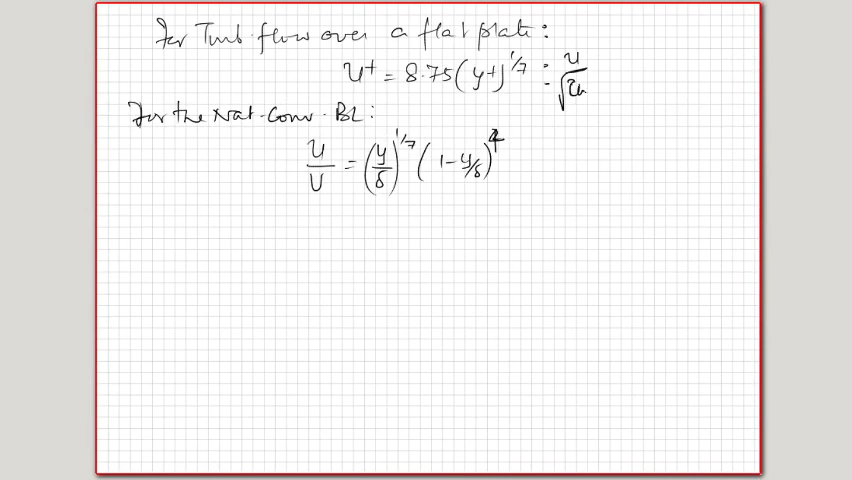 For Turb. flow over a flat plate:
u+ = 8.75(y+)^1/7 = u/√τw
For the Nat. Conv. BL:
u/U = (y/δ)^1/7 (1-y/δ)^4